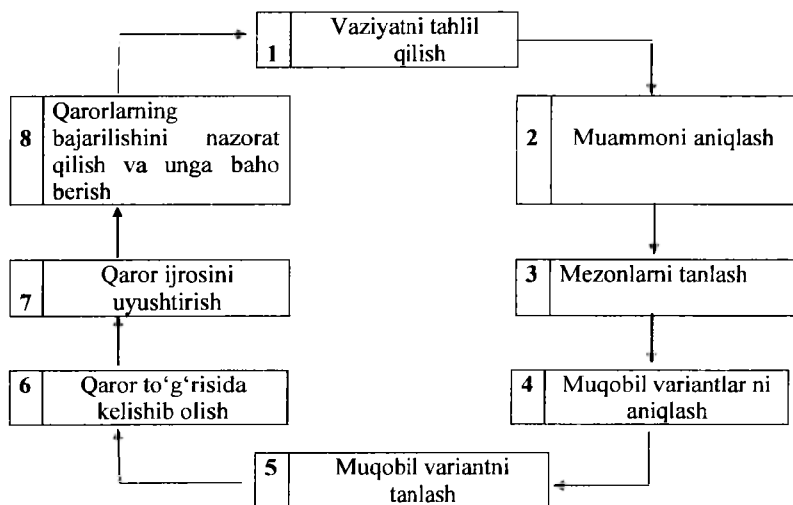 1 Vaziyatni tahlil
qilish
2 Muammoni aniqlash
3 Mezonlarni tanlash
4 Muqobil variantlar ni
aniqlash
5 Muqobil variantni
tanlash
6 Qaror to‘g‘risida
kelishib olish
7 Qaror ijrosini
uyushtirish
8 Qarorlarning
bajarilishini nazorat
qilish va unga baho
berish